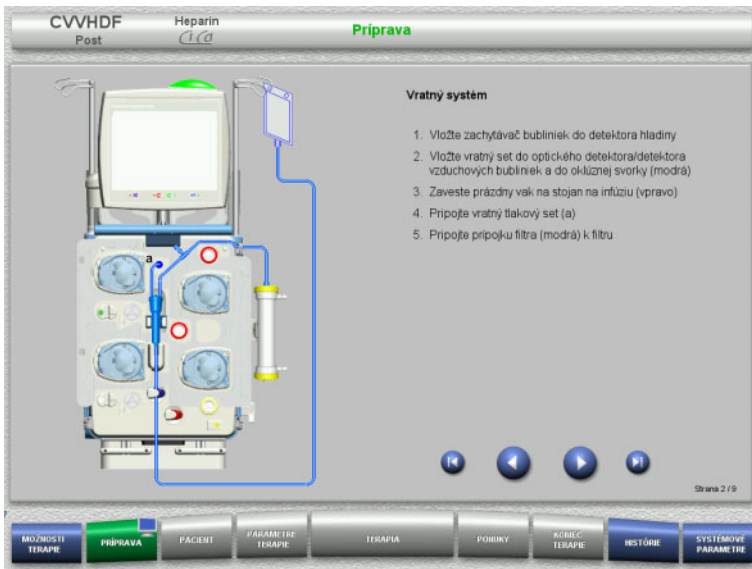 CVVHDF
Post
Heparin
Ci Ca
Príprava
Vratný systém
1. Vložte zachytávač bubliniek do detektora hladiny
2. Vložte vratný set do optického detektora/detektora
vzduchových bubliniek a do oklúznej svorky (modrá)
3. Zaveste prázdny vak na stojan na infúziu (vpravo)
4. Pripojte vratný tlakový set (a)
5. Pripojte prípojku filtra (modrá) k filtru
a
Strana 2 / 9
MOŽNOSTI
TERAPIE
PRÍPRAVA
PACIENT
PARAMETRE
TERAPIE
TERAPIA
PONUKY
KONIEC
TERAPIE
HISTÓRIE
SYSTÉMOVÉ
PARAMETRE